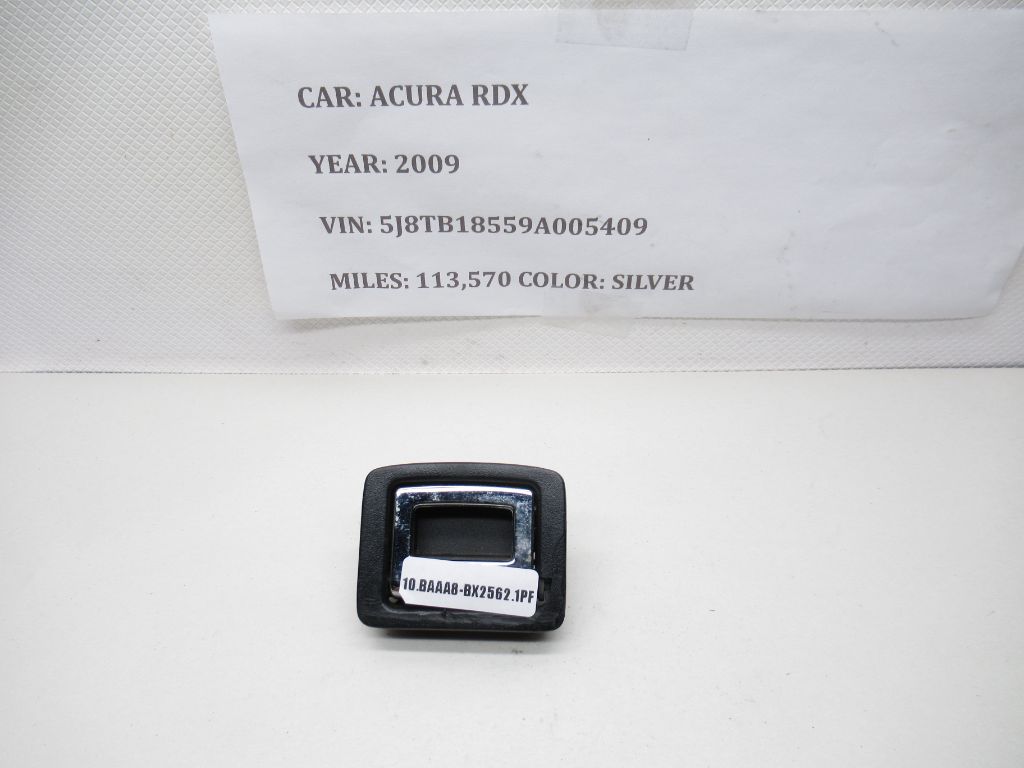 CAR: ACURA RDX
YEAR: 2009
VIN: 5J8TB18559A005409
MILES: 113,570 COLOR: SILVER
10.BAAA8-BX2562.1PF